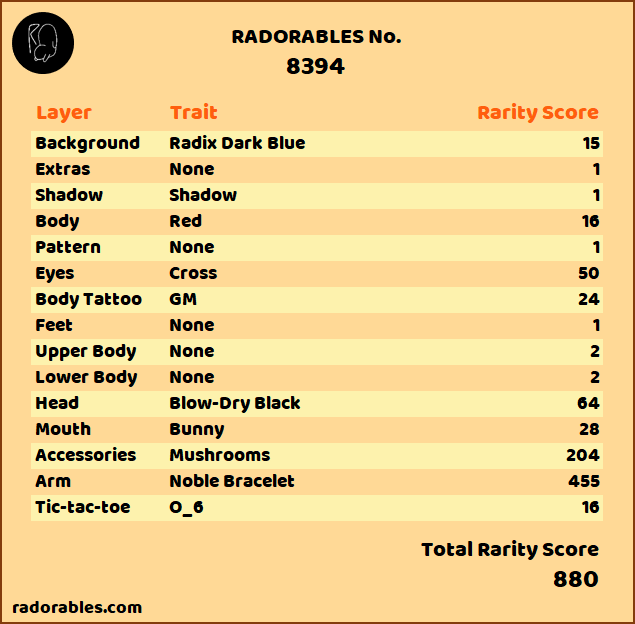 RADORABLES No.
8394
Layer Trait Rarity Score
Background Radix Dark Blue 15
Extras None 1
Shadow Shadow 1
Body Red 16
Pattern None 1
Eyes Cross 50
Body Tattoo GM 24
Feet None 1
Upper Body None 2
Lower Body None 2
Head Blow-Dry Black 64
Mouth Bunny 28
Accessories Mushrooms 204
Arm Noble Bracelet 455
Tic-tac-toe O_6 16
Total Rarity Score
880
radorables.com